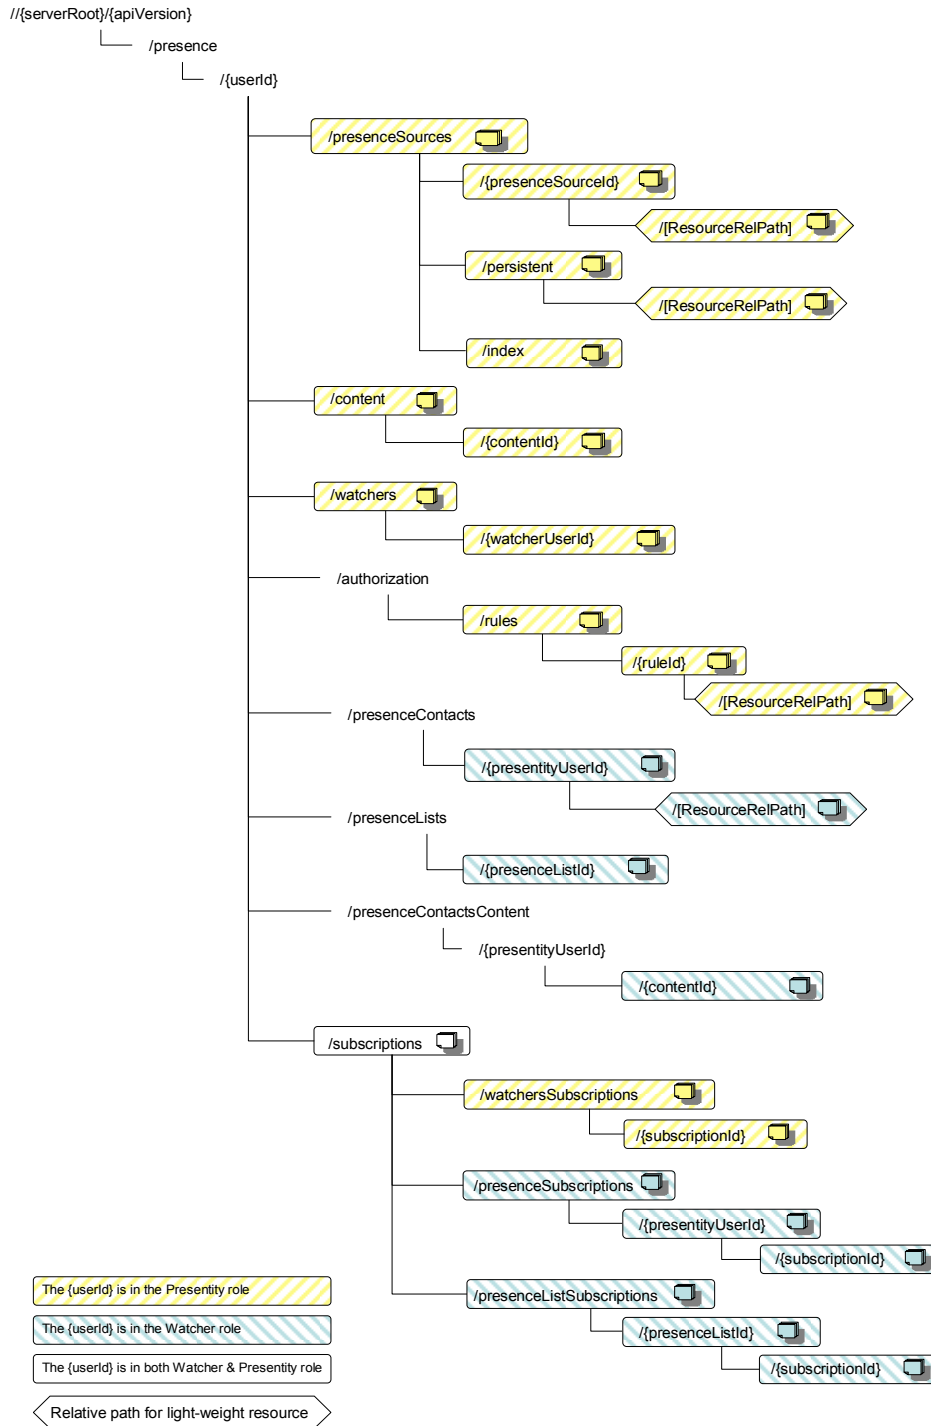 //{serverRoot}/{apiVersion}
/presence
/{userId}
/presenceSources
/{presenceSourceId}
/[ResourceRelPath]
/persistent
/[ResourceRelPath]
/index
/content
/{contentId}
/watchers
/{watcherUserId}
/authorization
/rules
/{ruleId}
/[ResourceRelPath]
/presenceContacts
/{presentityUserId}
/[ResourceRelPath]
/presenceLists
/{presenceListId}
/presenceContactsContent
/{presentityUserId}
/{contentId}
/subscriptions
/watchersSubscriptions
/{subscriptionId}
/presenceSubscriptions
/{presentityUserId}
/{subscriptionId}
/presenceListSubscriptions
/{presenceListId}
/{subscriptionId}
The {userId} is in the Presentity role
The {userId} is in the Watcher role
The {userId} is in both Watcher & Presentity role
Relative path for light-weight resource